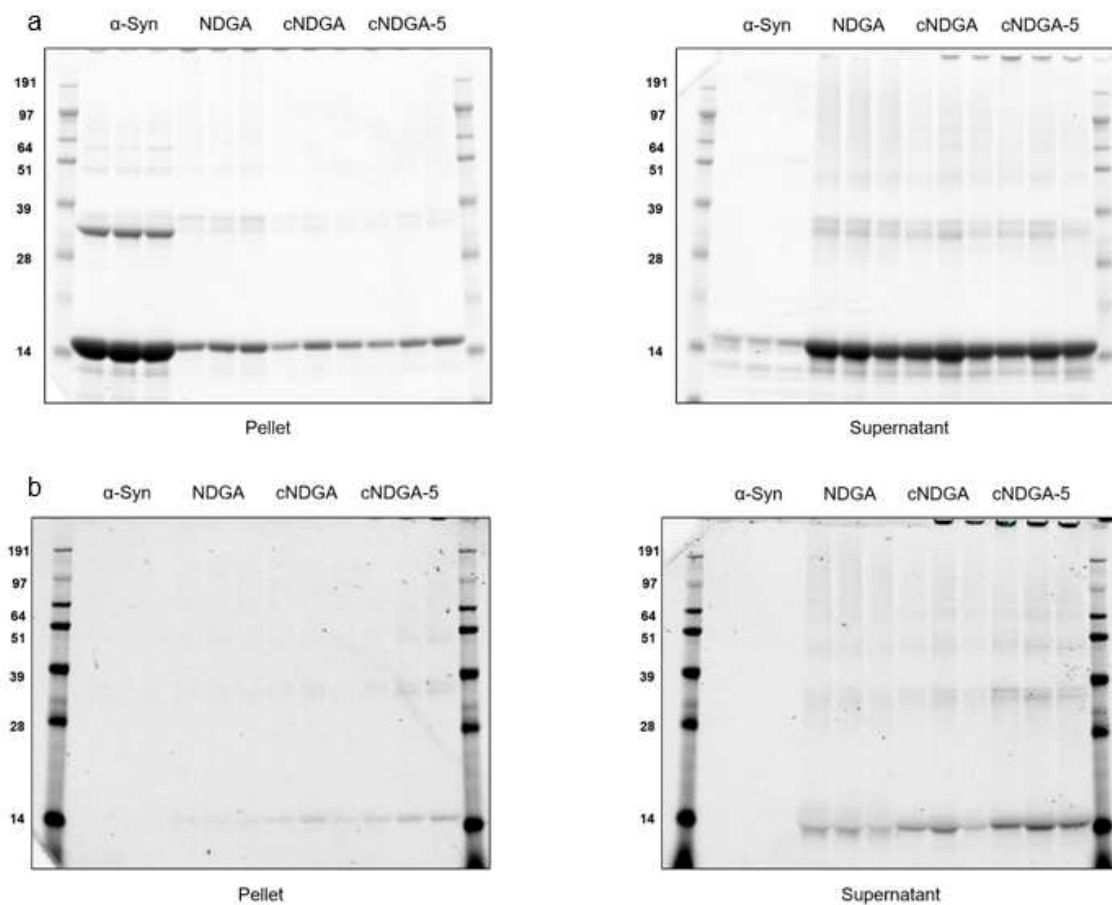 a
α-Syn NDGA cNDGA cNDGA-5
191
97
64
51
39
28
14
Pellet
α-Syn NDGA cNDGA cNDGA-5
191
97
64
51
39
28
14
Supernatant
b
α-Syn NDGA cNDGA cNDGA-5
191
97
64
51
39
28
14
Pellet
α-Syn NDGA cNDGA cNDGA-5
191
97
64
51
39
28
14
Supernatant